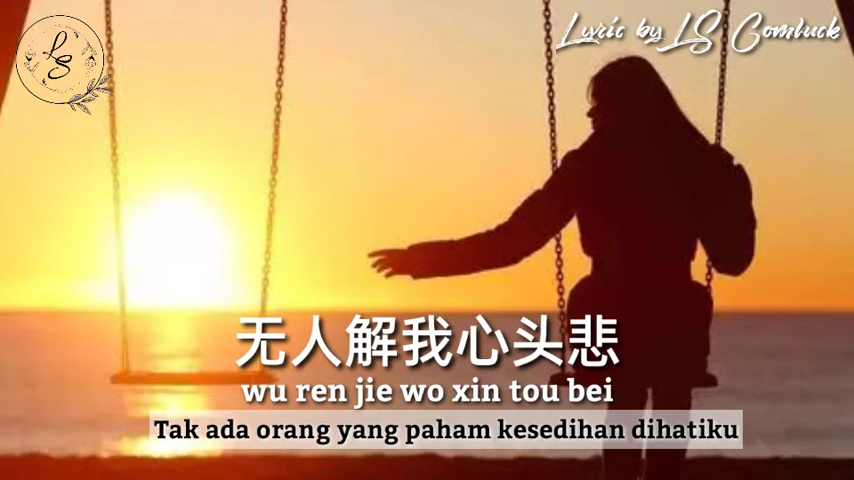 LS
Lyric by LS Comluck
无人解我心头悲
wu ren jie wo xin tou bei
Tak ada orang yang paham kesedihan dihatiku